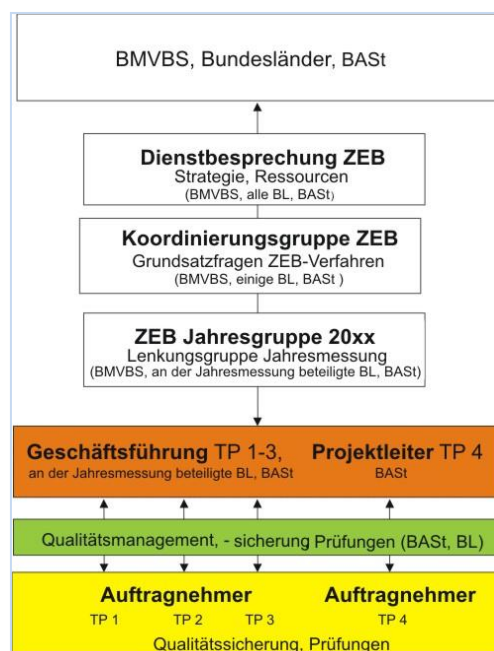 BMVBS, Bundesländer, BASt
Dienstbesprechung ZEB
Strategie, Ressourcen
(BMVBS, alle BL, BASt)
Koordinierungsgruppe ZEB
Grundsatzfragen ZEB-Verfahren
(BMVBS, einige BL, BASt )
ZEB Jahresgruppe 20xx
Lenkungsgruppe Jahresmessung
(BMVBS, an der Jahresmessung beteiligte BL, BASt)
Geschäftsführung TP 1-3, Projektleiter TP 4
an der Jahresmessung beteiligte BL, BASt BASt
Qualitätsmanagement, - sicherung Prüfungen (BASt, BL)
Auftragnehmer Auftragnehmer
TP 1 TP 2 TP 3 TP 4
Qualitätssicherung, Prüfungen